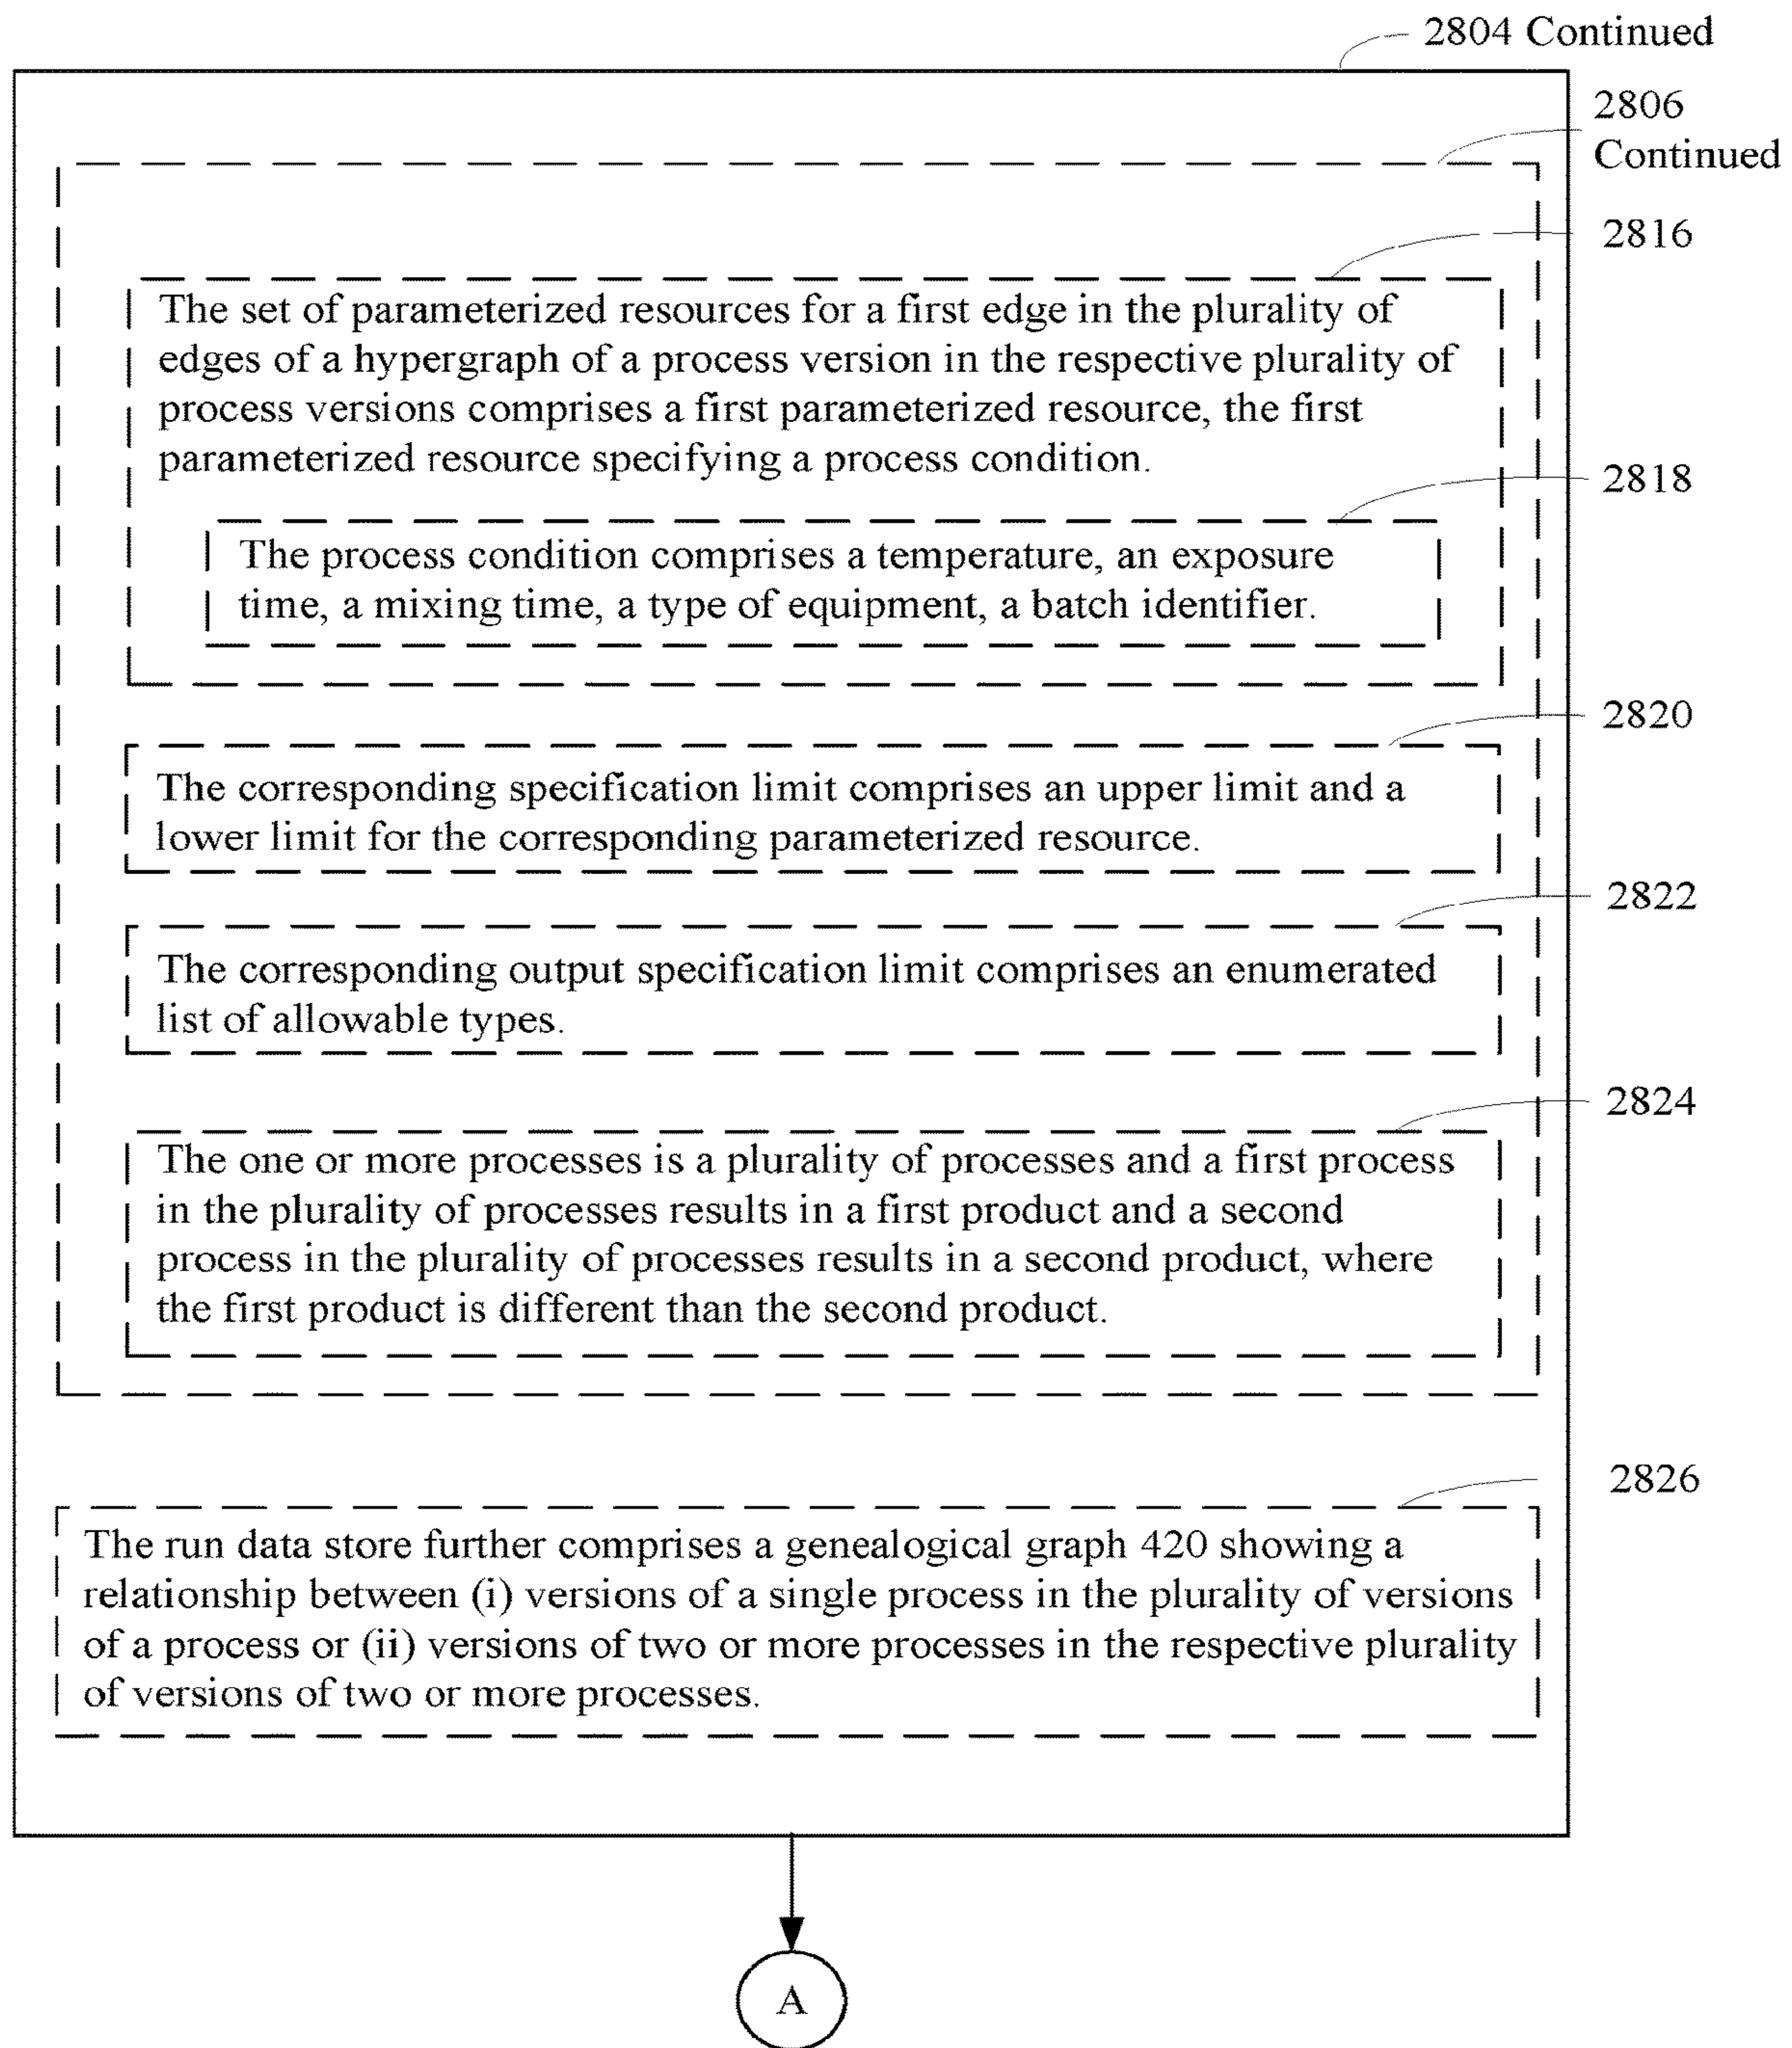 2804 Continued
2806
Continued
2816
The set of parameterized resources for a first edge in the plurality of
edges of a hypergraph of a process version in the respective plurality of
process versions comprises a first parameterized resource, the first
parameterized resource specifying a process condition.
2818
The process condition comprises a temperature, an exposure
time, a mixing time, a type of equipment, a batch identifier.
2820
The corresponding specification limit comprises an upper limit and a
lower limit for the corresponding parameterized resource.
2822
The corresponding output specification limit comprises an enumerated
list of allowable types.
2824
The one or more processes is a plurality of processes and a first process
in the plurality of processes results in a first product and a second
process in the plurality of processes results in a second product, where
the first product is different than the second product.
2826
The run data store further comprises a genealogical graph 420 showing a
relationship between (i) versions of a single process in the plurality of versions
of a process or (ii) versions of two or more processes in the respective plurality
of versions of two or more processes.
A